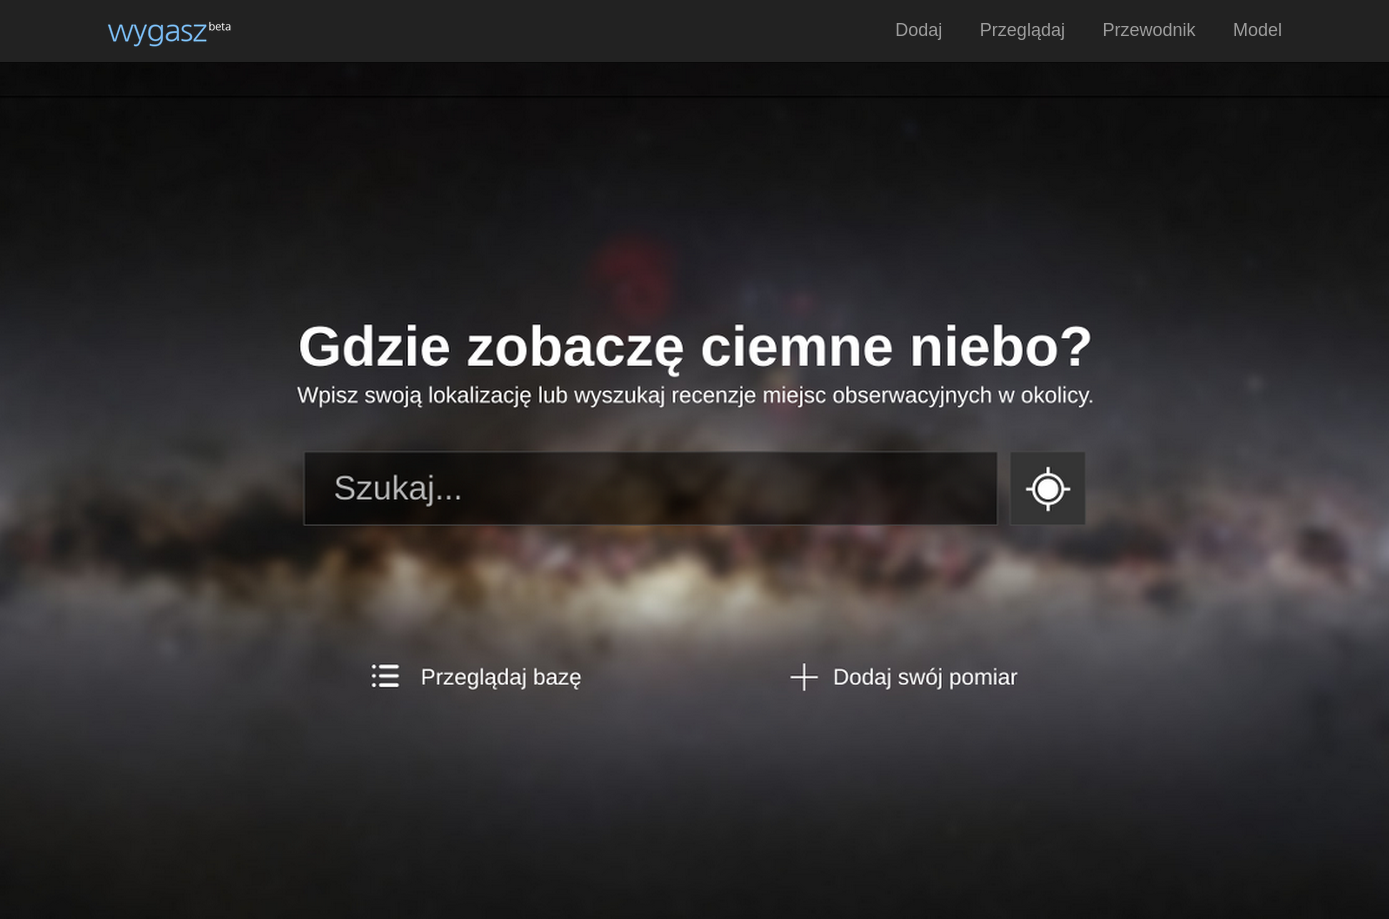 wygasz beta
Dodaj Przeglądaj Przewodnik Model
Gdzie zobaczę ciemne niebo?
Wpisz swoją lokalizację lub wyszukaj recenzje miejsc obserwacyjnych w okolicy.
Szukaj...
Przeglądaj bazę
Dodaj swój pomiar